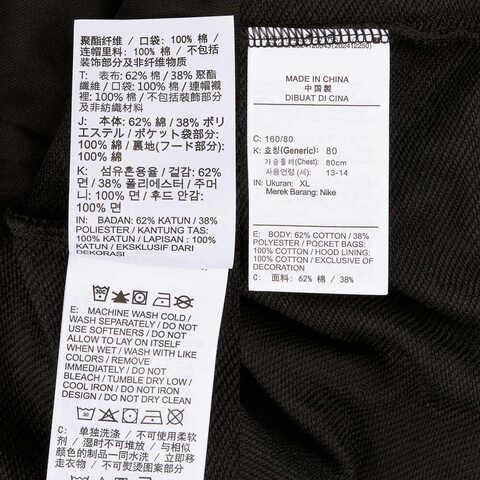 聚酯纤维 / 口袋: 100% 棉 /
连帽里料: 100% 棉 / 不包括
装饰部分及非纤维物质
T: 表布: 62% 棉 / 38% 聚酯
纖維 / 口袋: 100% 棉 / 連帽襯
裡: 100% 棉 / 不包括裝飾部分及
非紡織材料
J: 本体: 62% 綿 / 38% ポリ
エステル / ポケット袋部分:
100% 綿 / 裏地(フード部分):
100% 綿
K: 섬유혼용율 / 겉감: 62% 면
/ 38% 폴리에스터 / 주머
니: 100% 면 / 후드 안감:
100% 면
IN: BADAN: 62% KATUN / 38%
POLIESTER / KANTUNG TAS:
100% KATUN / LAPISAN : 100%
KATUN / EKSKLUSIF DARI
DEKORASI
E: MACHINE WASH COLD /
WASH SEPARATELY / DO NOT
USE SOFTENERS / DO NOT
ALLOW TO LAY ON ITSELF
WHEN WET / WASH WITH LIKE
COLORS / REMOVE
IMMEDIATELY / DO NOT
BLEACH / TUMBLE DRY LOW /
COOL IRON / DO NOT IRON
DESIGN / DO NOT DRY CLEAN
C: 单独洗涤 / 不可使用柔软
剂 / 湿时不可堆放 / 与相似
颜色的制品一同水洗 / 立即移
走衣物 / 不可熨烫图案部分
MADE IN CHINA
中国製
DIBUAT DI CINA
C: 160/80
K: 호칭(Generic): 80
가슴둘레(Chest): 80cm
사용연령 (세): 13-14
IN: Ukuran: XL
Merek Barang: Nike
E: BODY: 62% COTTON / 38%
POLYESTER / POCKET BAGS:
100% COTTON / HOOD LINING:
100% COTTON / EXCLUSIVE OF
DECORATION
C: 面料: 62% 棉 / 38%